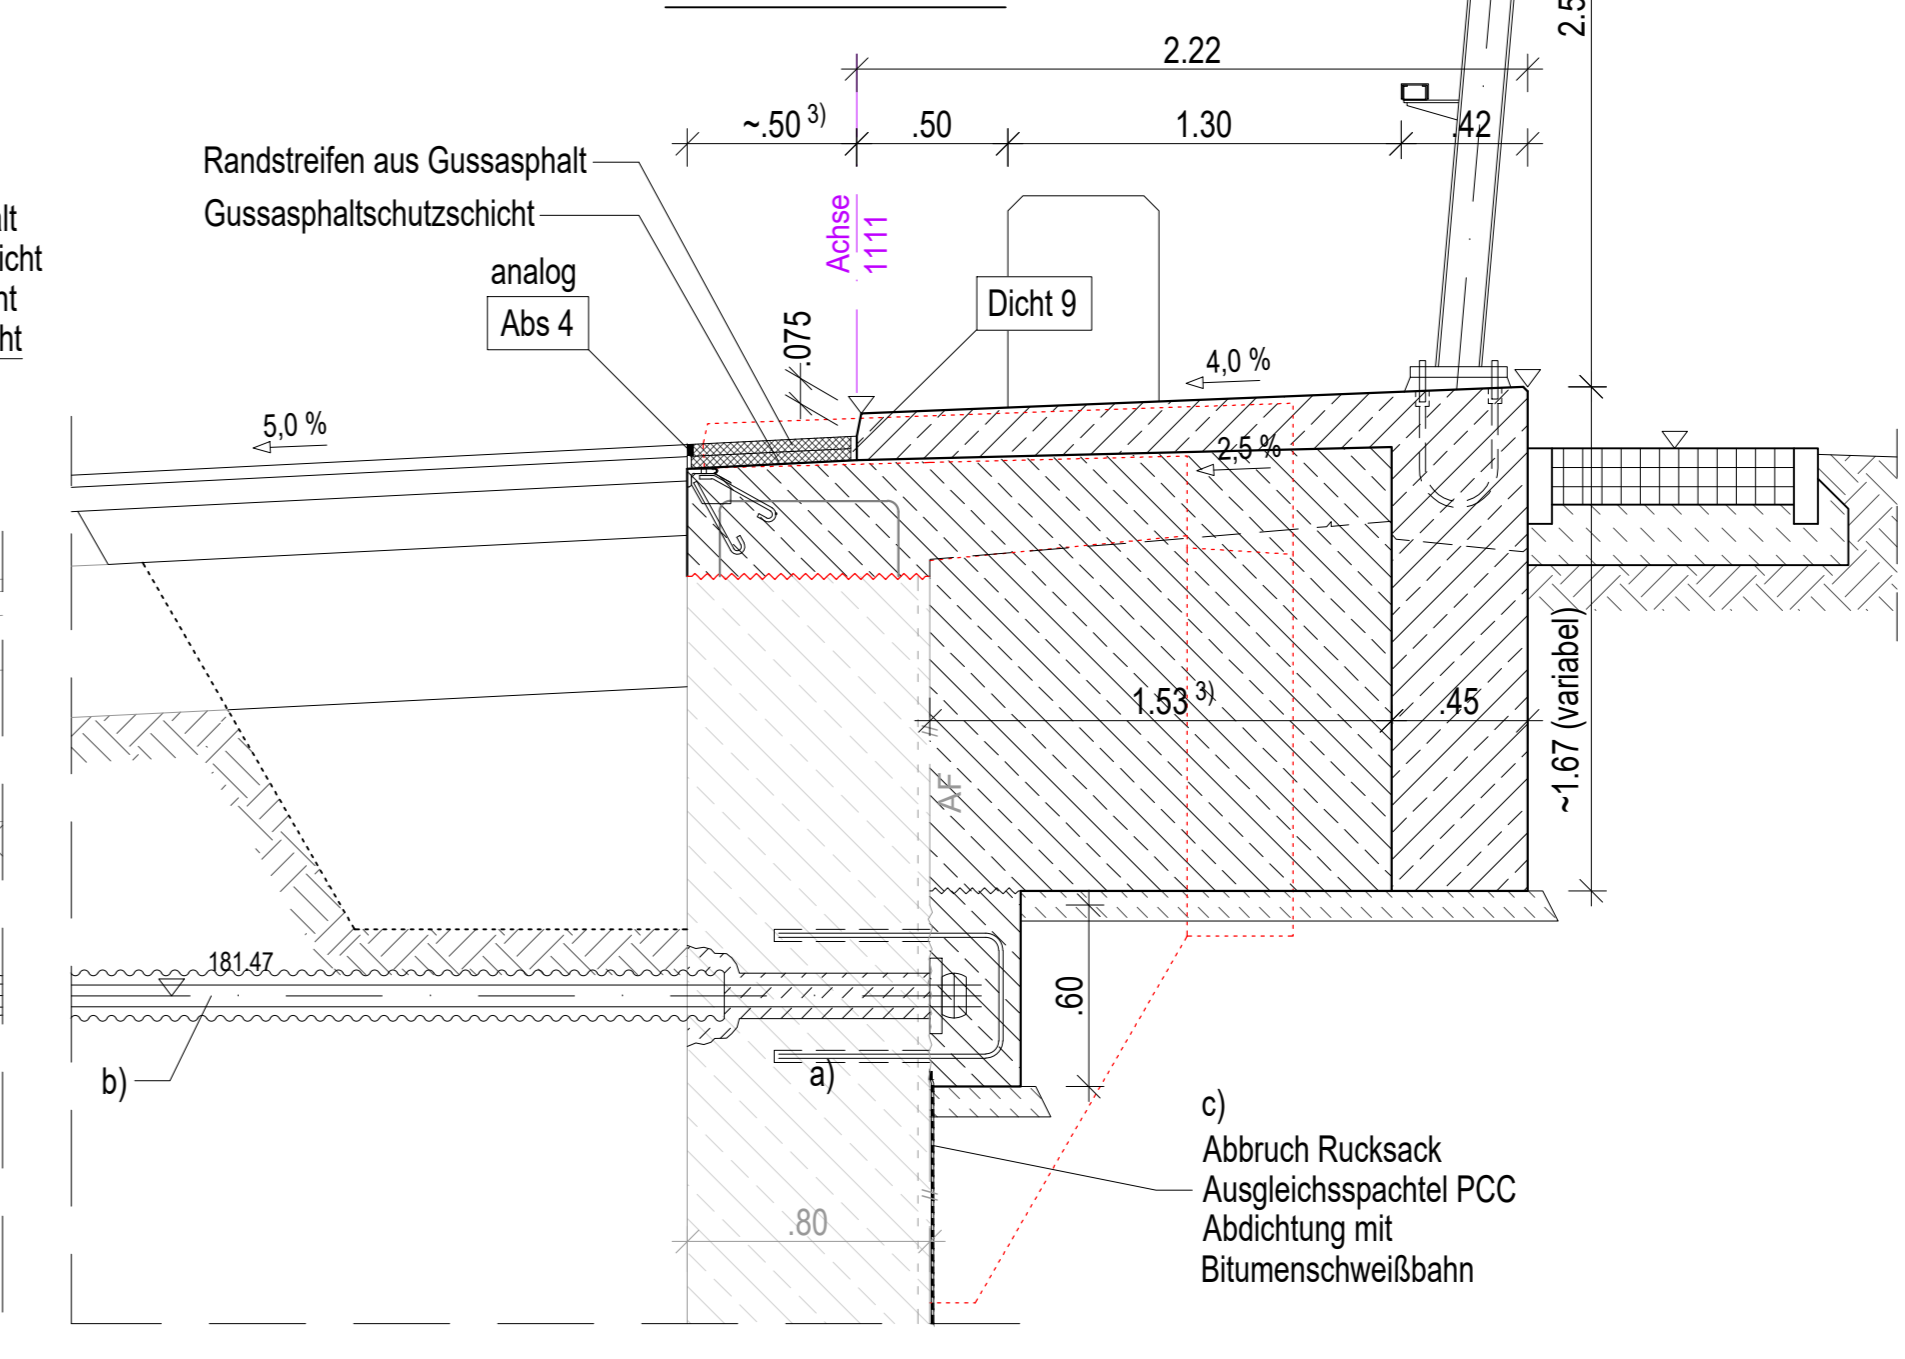 2.5
2.22
~.50 3)
.50
1.30
.42
Randstreifen aus Gussasphalt
Gussasphaltschutzschicht
Achse
1111
analog
Abs 4
Dicht 9
.075
4,0 %
5,0 %
2,5 %
1.53 3)
.45
~1.67 (variabel)
AF
181.47
.60
b)
a)
c)
Abbruch Rucksack
Ausgleichsspachtel PCC
Abdichtung mit
Bitumenschweißbahn
.80